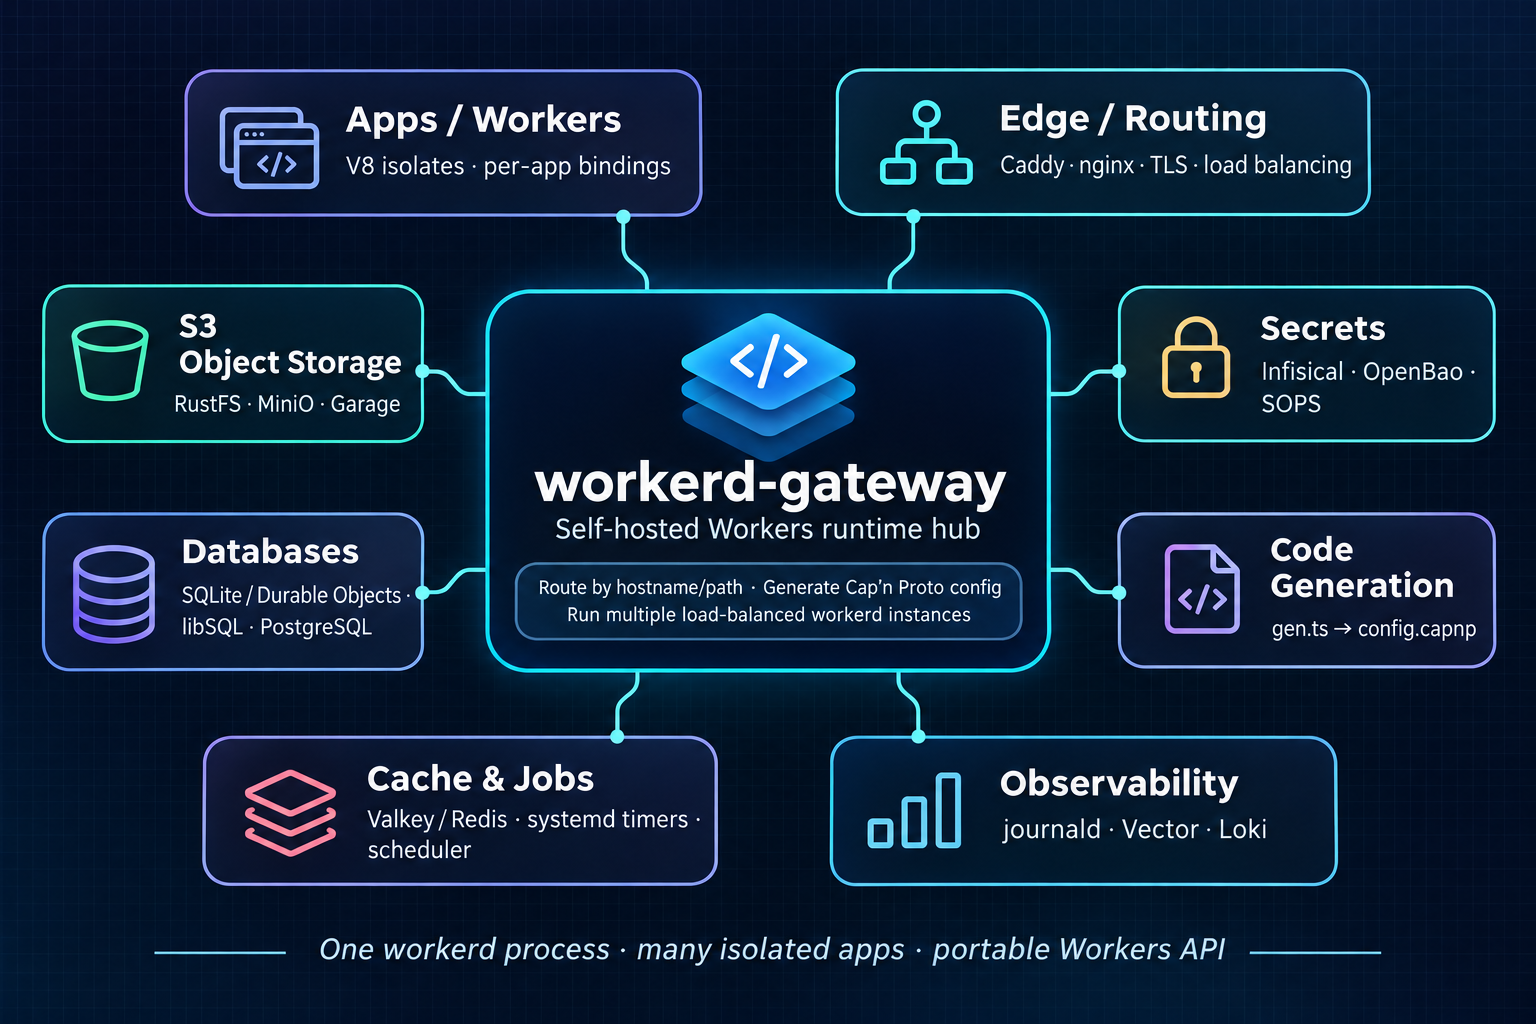 Apps / Workers
V8 isolates · per-app bindings
Edge / Routing
Caddy · nginx · TLS · load balancing
S3
Object Storage
RustFS · MinIO · Garage
</>
workerd-gateway
Self-hosted Workers runtime hub
Route by hostname/path · Generate Cap'n Proto config
Run multiple load-balanced workerd instances
Secrets
Infisical · OpenBao ·
SOPS
Databases
SQLite / Durable Objects ·
libSQL · PostgreSQL
</>
Code
Generation
gen.ts → config.capnp
Cache & Jobs
Valkey / Redis · systemd timers ·
scheduler
Observability
journald · Vector · Loki
One workerd process · many isolated apps · portable Workers API